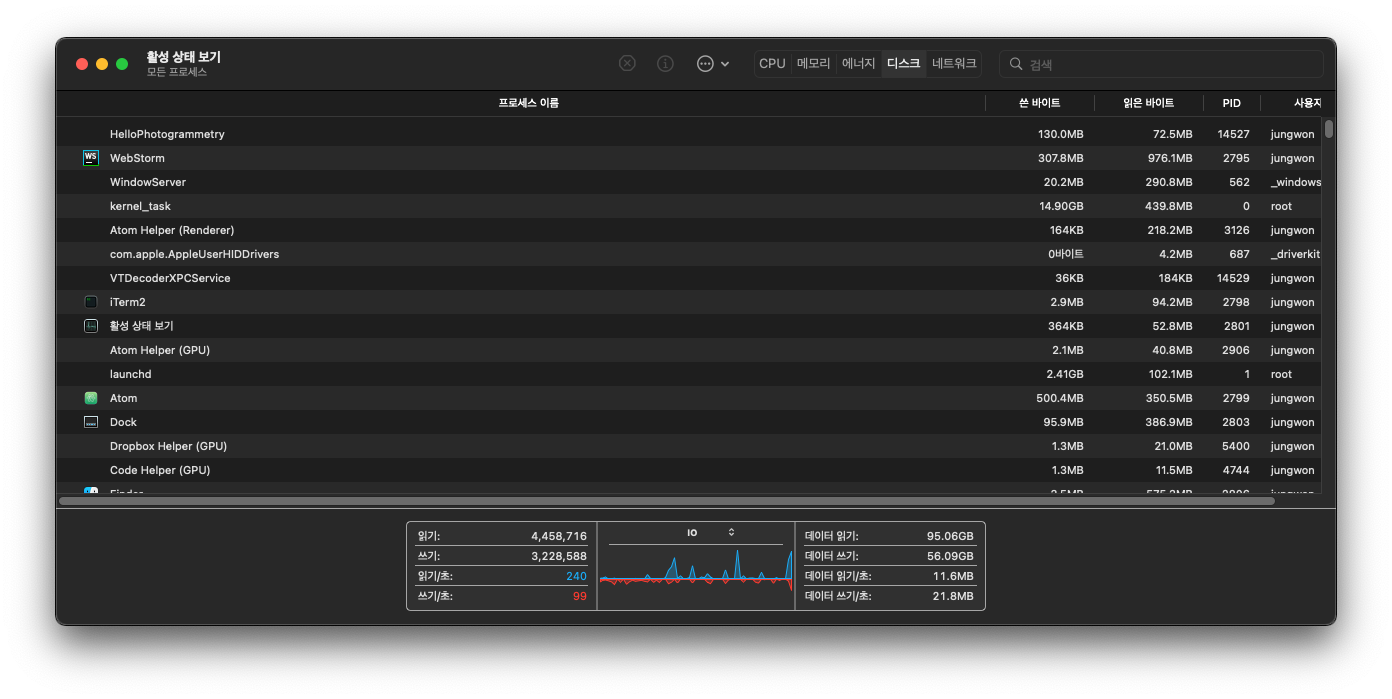 활성 상태 보기
모든 프로세스
CPU 메모리 에너지 디스크 네트워크 검색
프로세스 이름 쓴 바이트 읽은 바이트 PID 사용자
HelloPhotogrammetry 130.0MB 72.5MB 14527 jungwon
WS WebStorm 307.8MB 976.1MB 2795 jungwon
WindowServer 20.2MB 290.8MB 562 _windows
kernel_task 14.90GB 439.8MB 0 root
Atom Helper (Renderer) 164KB 218.2MB 3126 jungwon
com.apple.AppleUserHIDDrivers 0바이트 4.2MB 687 _driverkit
VTDecoderXPCService 36KB 184KB 14529 jungwon
iTerm2 2.9MB 94.2MB 2798 jungwon
활성 상태 보기 364KB 52.8MB 2801 jungwon
Atom Helper (GPU) 2.1MB 40.8MB 2906 jungwon
launchd 2.41GB 102.1MB 1 root
Atom 500.4MB 350.5MB 2799 jungwon
Dock 95.9MB 386.9MB 2803 jungwon
Dropbox Helper (GPU) 1.3MB 21.0MB 5400 jungwon
Code Helper (GPU) 1.3MB 11.5MB 4744 jungwon
Finder jungwon
읽기: 4,458,716
쓰기: 3,228,588
읽기/초: 240
쓰기/초: 99
IO
데이터 읽기: 95.06GB
데이터 쓰기: 56.09GB
데이터 읽기/초: 11.6MB
데이터 쓰기/초: 21.8MB